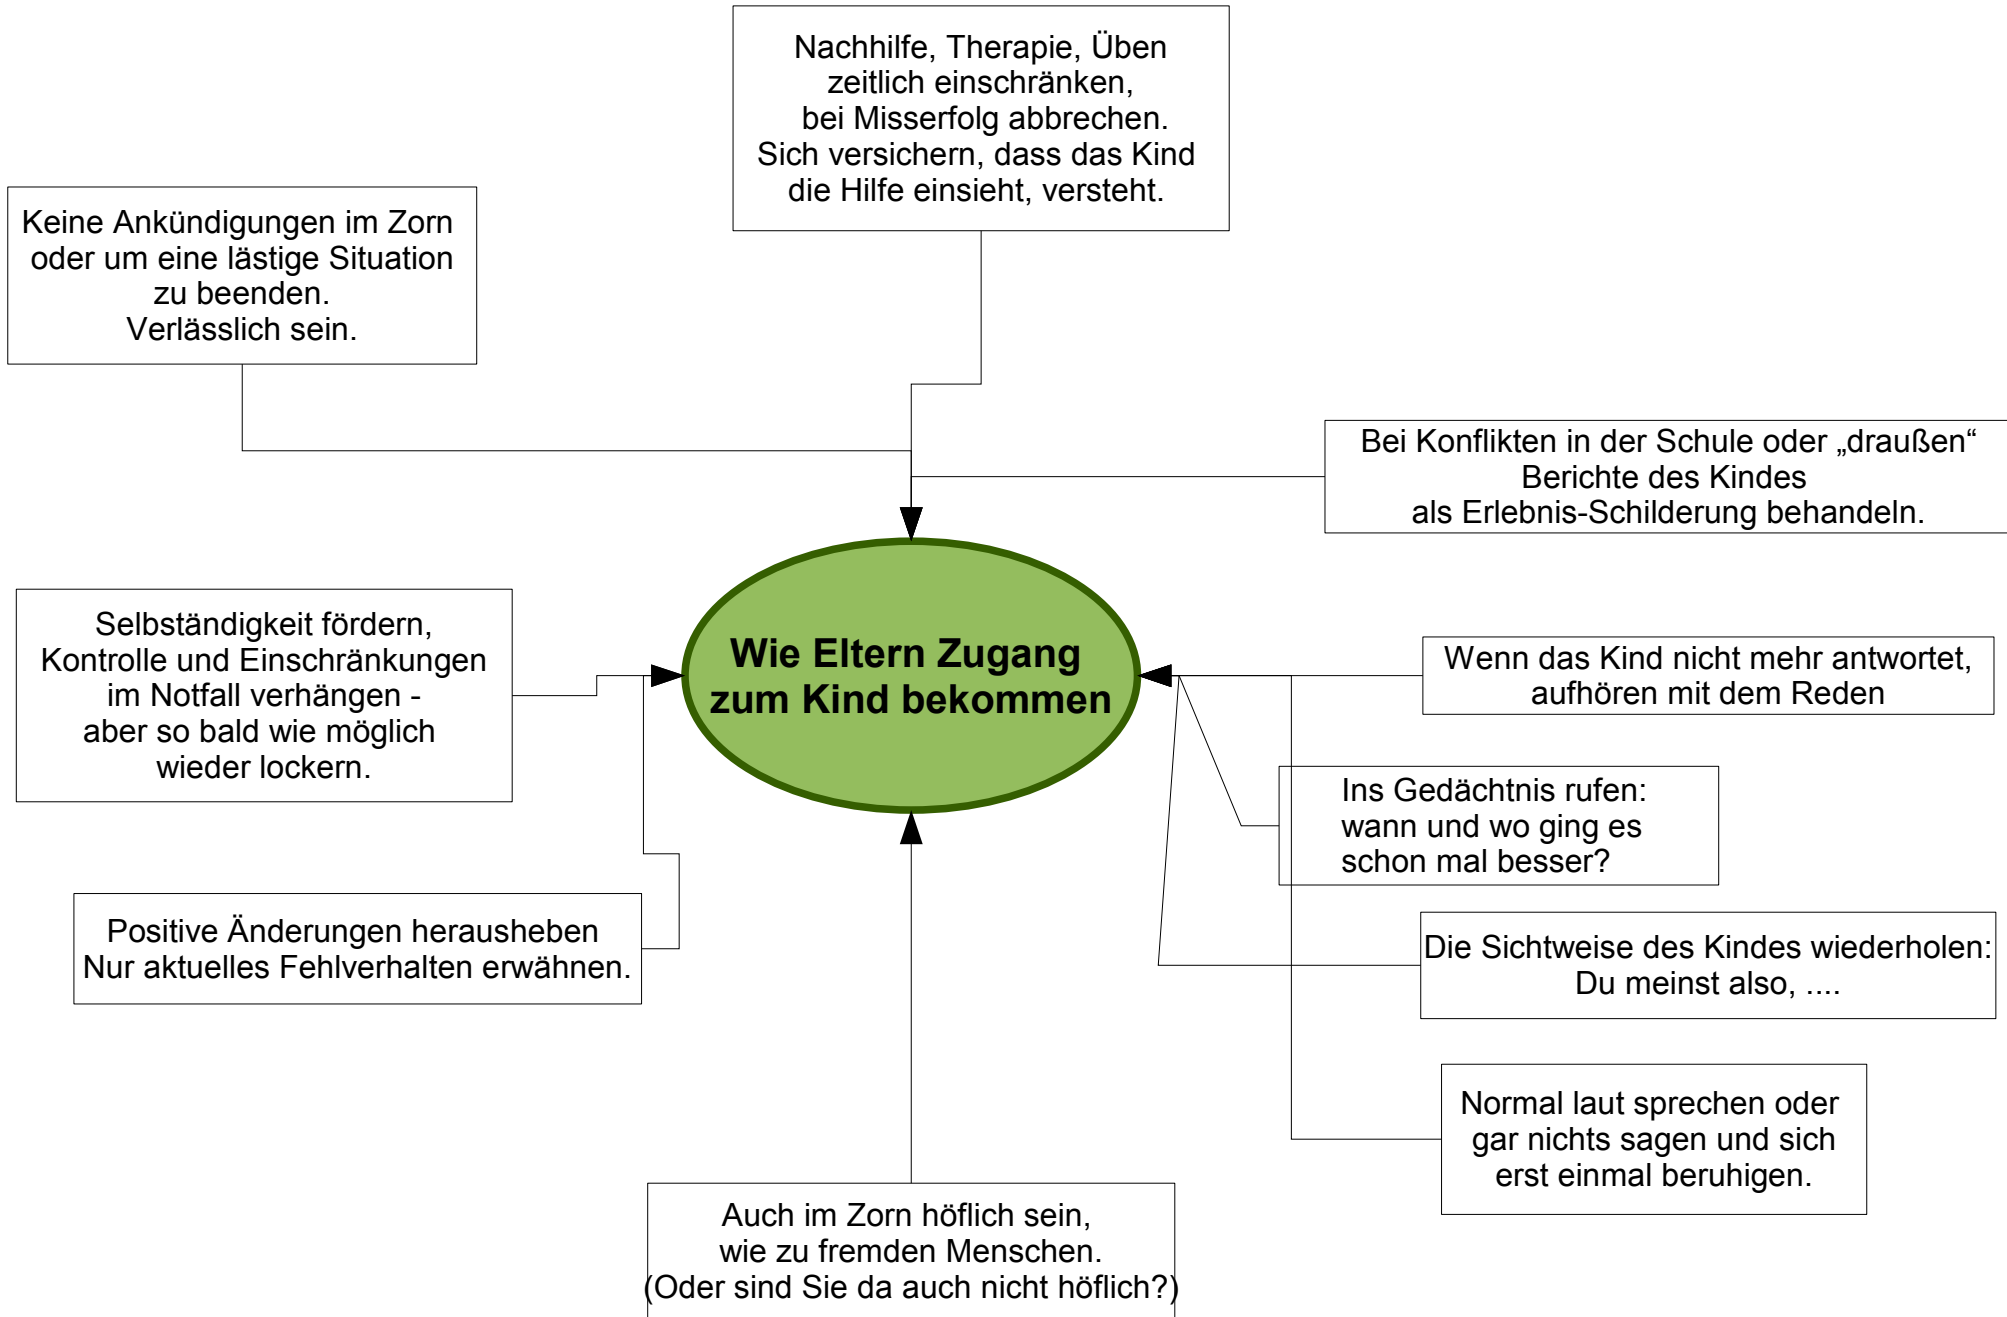 Nachhilfe, Therapie, Üben
zeitlich einschränken,
bei Misserfolg abbrechen.
Sich versichern, dass das Kind
die Hilfe einsieht, versteht.
Keine Ankündigungen im Zorn
oder um eine lästige Situation
zu beenden.
Verlässlich sein.
Bei Konflikten in der Schule oder „draußen“
Berichte des Kindes
als Erlebnis-Schilderung behandeln.
Selbständigkeit fördern,
Kontrolle und Einschränkungen
im Notfall verhängen -
aber so bald wie möglich
wieder lockern.
Wie Eltern Zugang
zum Kind bekommen
Wenn das Kind nicht mehr antwortet,
aufhören mit dem Reden
Ins Gedächtnis rufen:
wann und wo ging es
schon mal besser?
Positive Änderungen herausheben
Nur aktuelles Fehlverhalten erwähnen.
Die Sichtweise des Kindes wiederholen:
Du meinst also, ....
Normal laut sprechen oder
gar nichts sagen und sich
erst einmal beruhigen.
Auch im Zorn höflich sein,
wie zu fremden Menschen.
(Oder sind Sie da auch nicht höflich?)